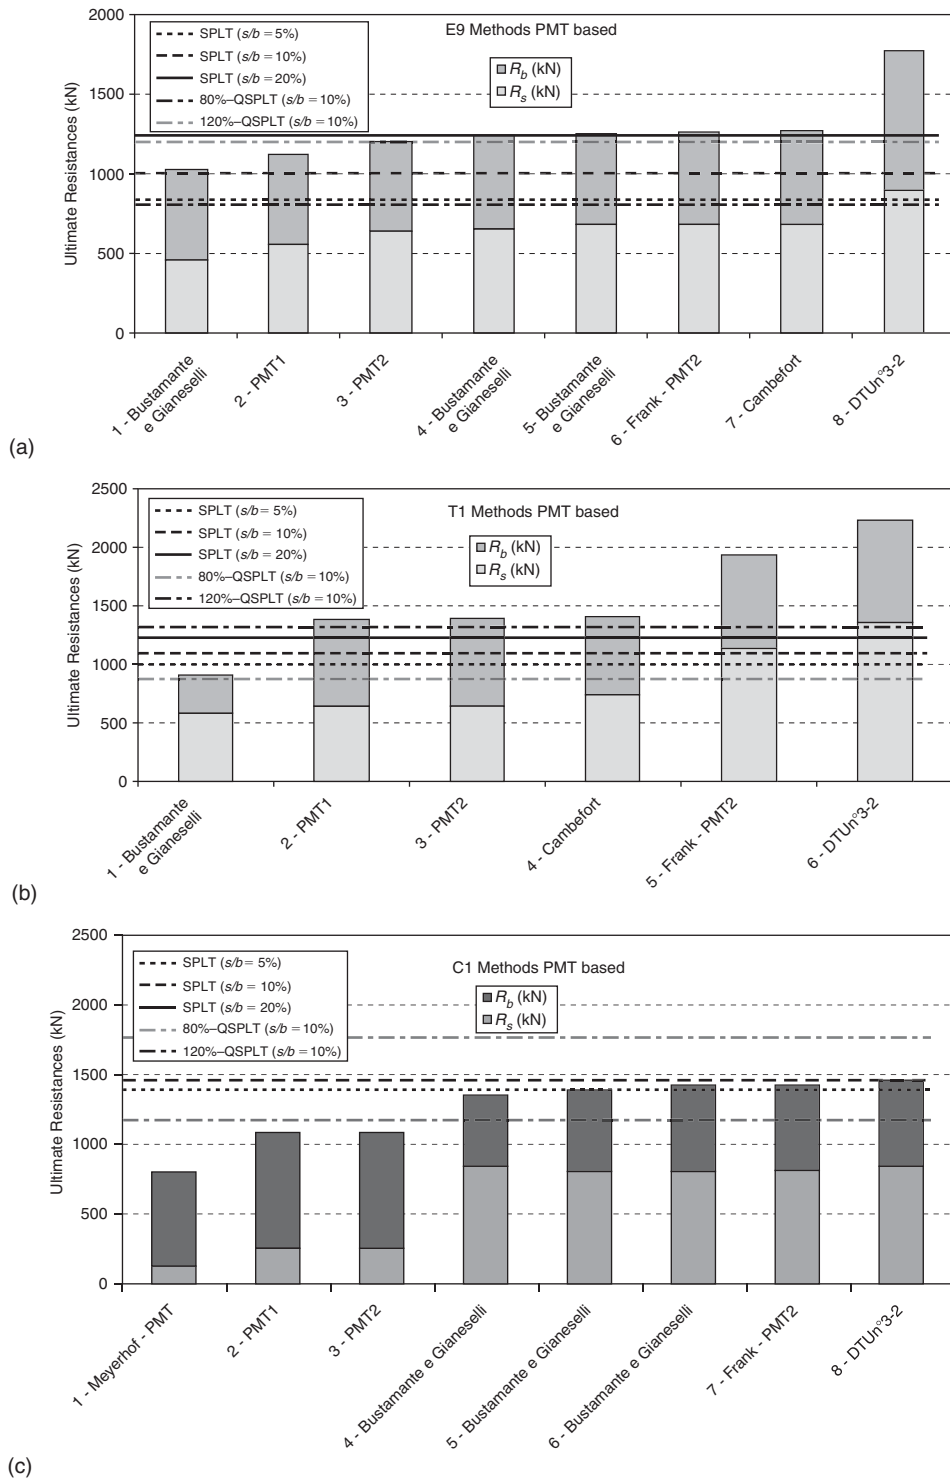 E9 Methods PMT based
SPLT (s/b = 5%)
SPLT (s/b = 10%)
SPLT (s/b = 20%)
80%–QSPLT (s/b = 10%)
120%–QSPLT (s/b = 10%)
R_b (kN)
R_s (kN)
Ultimate Resistances (kN)
2000
1500
1000
500
0
1 - Bustamante
e Gianeselli
2 - PMT1
3 - PMT2
4 - Bustamante
e Gianeselli
5- Bustamante
e Gianeselli
6 - Frank - PMT2
7 - Cambefort
8 - DTUn°3-2
(a)
T1 Methods PMT based
SPLT (s/b = 5%)
SPLT (s/b = 10%)
SPLT (s/b = 20%)
80%–QSPLT (s/b = 10%)
120%–QSPLT (s/b = 10%)
R_b (kN)
R_s (kN)
Ultimate Resistances (kN)
2500
2000
1500
1000
500
0
1 - Bustamante
e Gianeselli
2 - PMT1
3 - PMT2
4 - Cambefort
5 - Frank - PMT2
6 - DTUn°3-2
(b)
C1 Methods PMT based
SPLT (s/b = 5%)
SPLT (s/b = 10%)
SPLT (s/b = 20%)
80%–QSPLT (s/b = 10%)
120%–QSPLT (s/b = 10%)
R_b (kN)
R_s (kN)
Ultimate Resistances (kN)
2500
2000
1500
1000
500
0
1 - Meyerhof - PMT
2 - PMT1
3 - PMT2
4 - Bustamante e Gianeselli
5 - Bustamante e Gianeselli
6 - Bustamante e Gianeselli
7 - Frank - PMT2
8 - DTUn°3-2
(c)